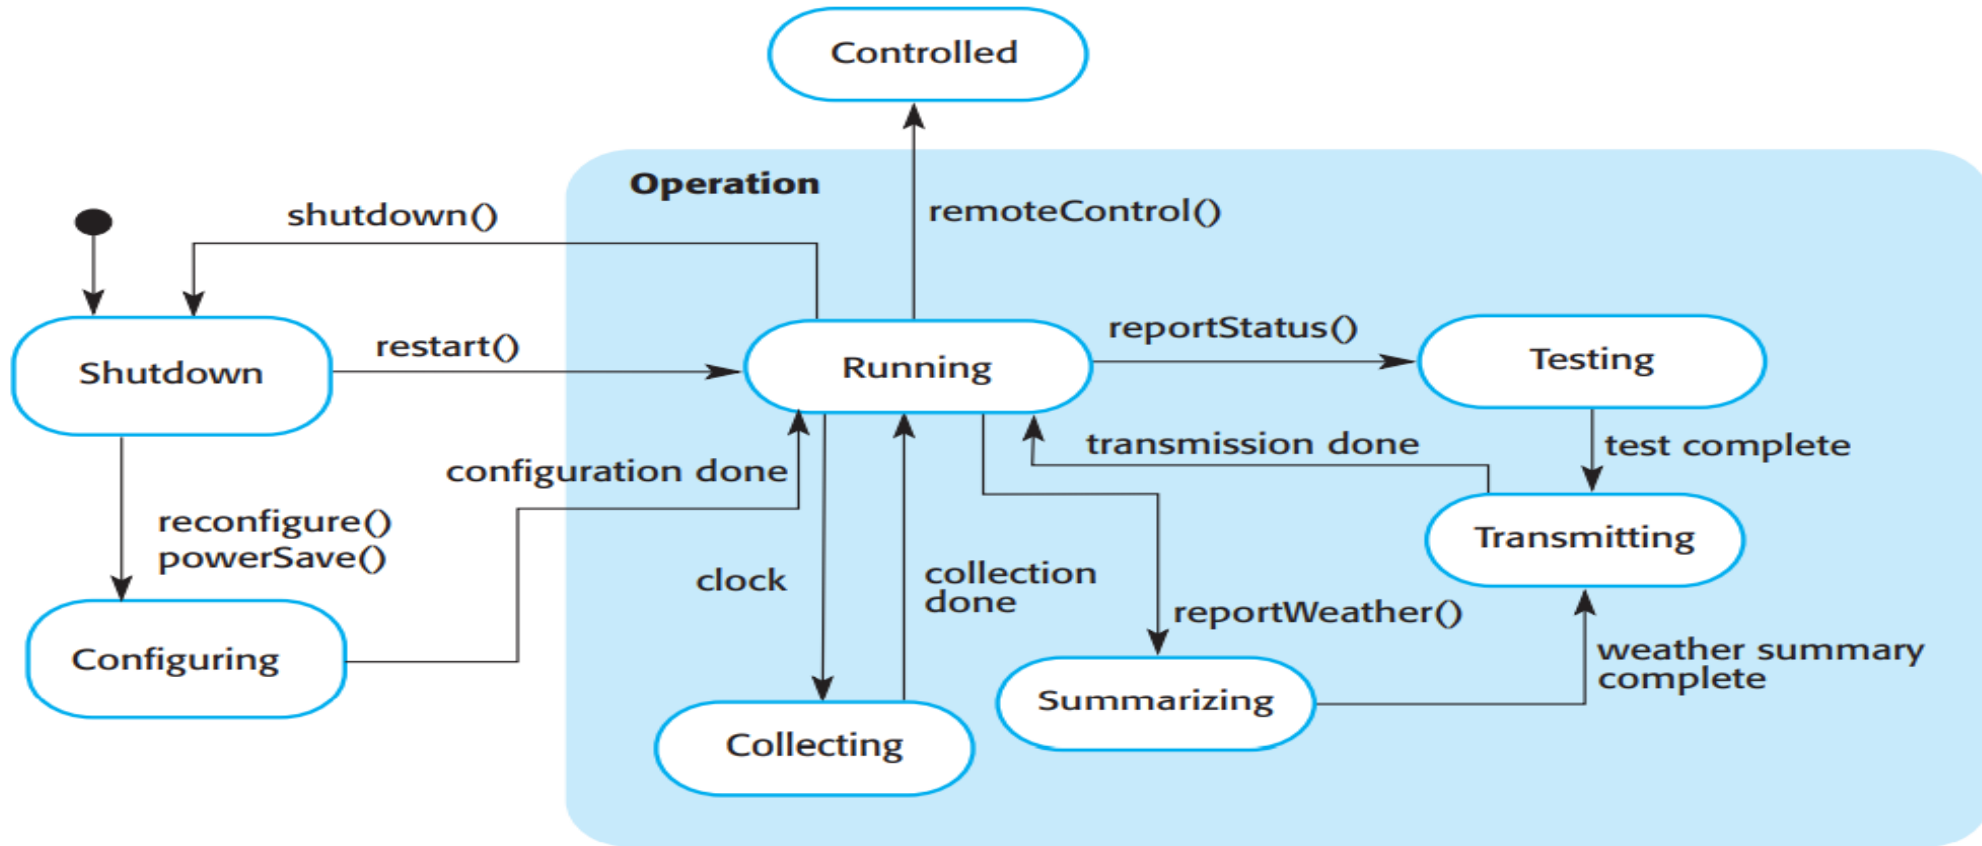 Controlled
Operation
shutdown()
remoteControl()
restart()
reportStatus()
Shutdown
Running
Testing
configuration done
transmission done
test complete
reconfigure()
powerSave()
Transmitting
clock
collection
done
reportWeather()
weather summary
complete
Configuring
Summarizing
Collecting